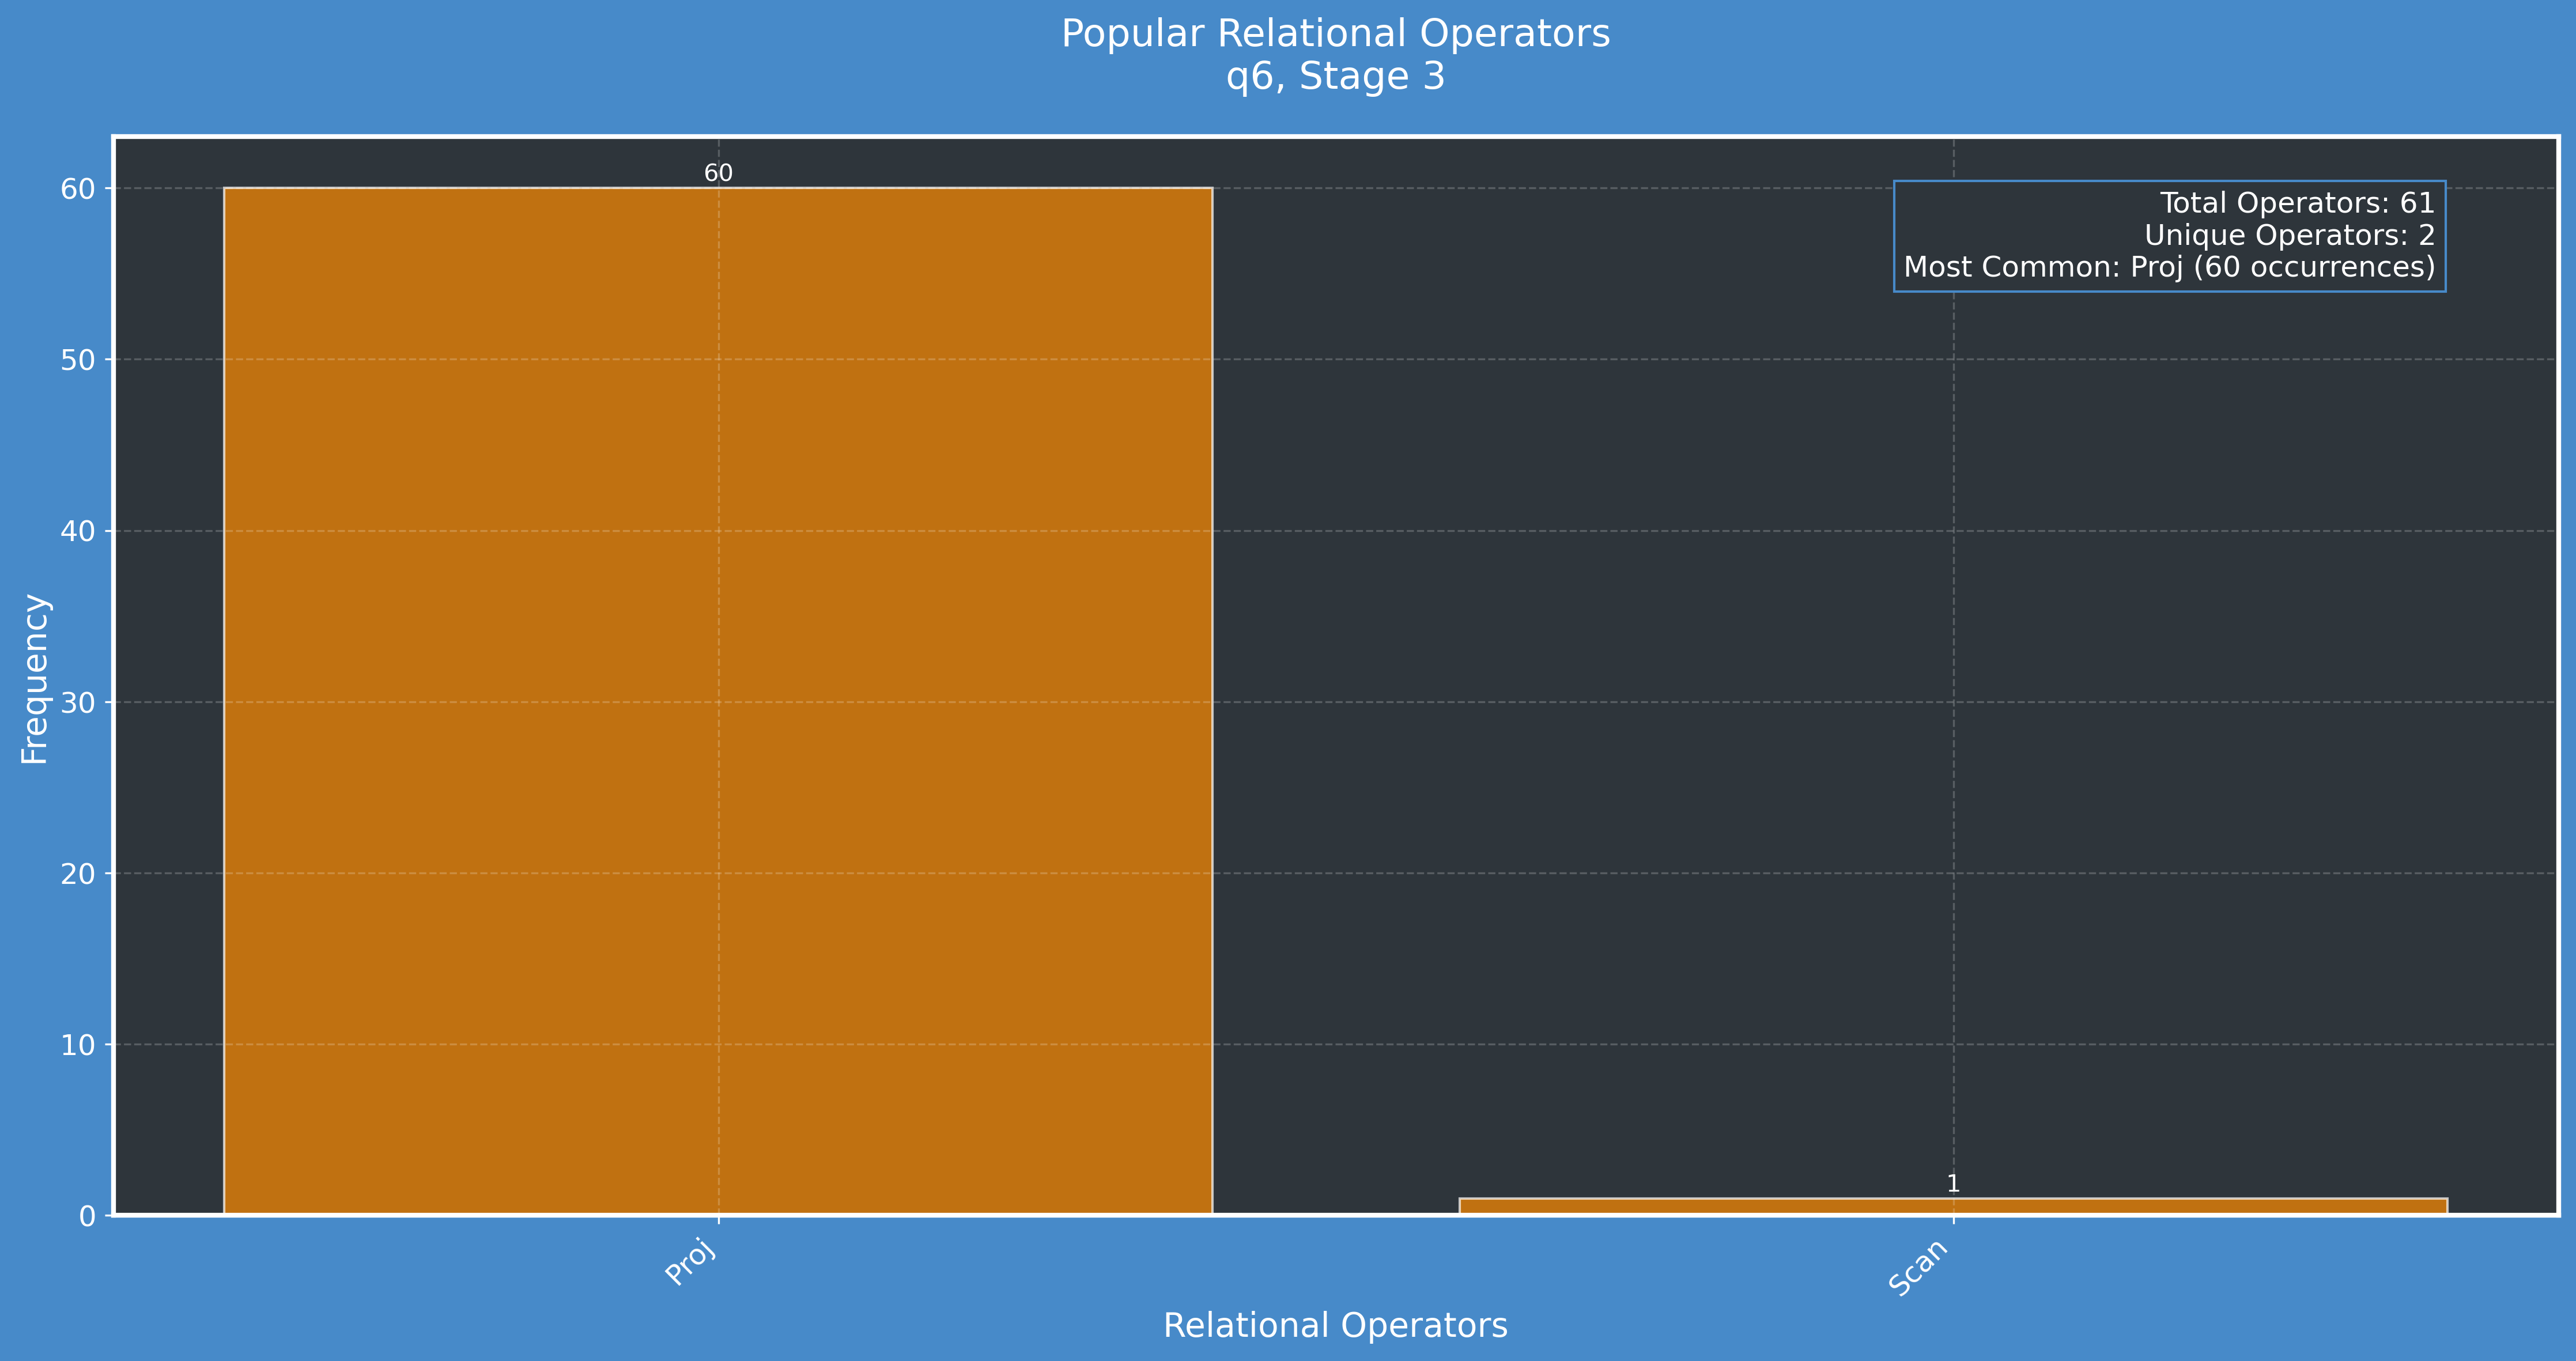 Popular Relational Operators
q6, Stage 3
60
Total Operators: 61
Unique Operators: 2
Most Common: Proj (60 occurrences)
1
60
50
40
30
20
10
0
Frequency
Proj
Scan
Relational Operators